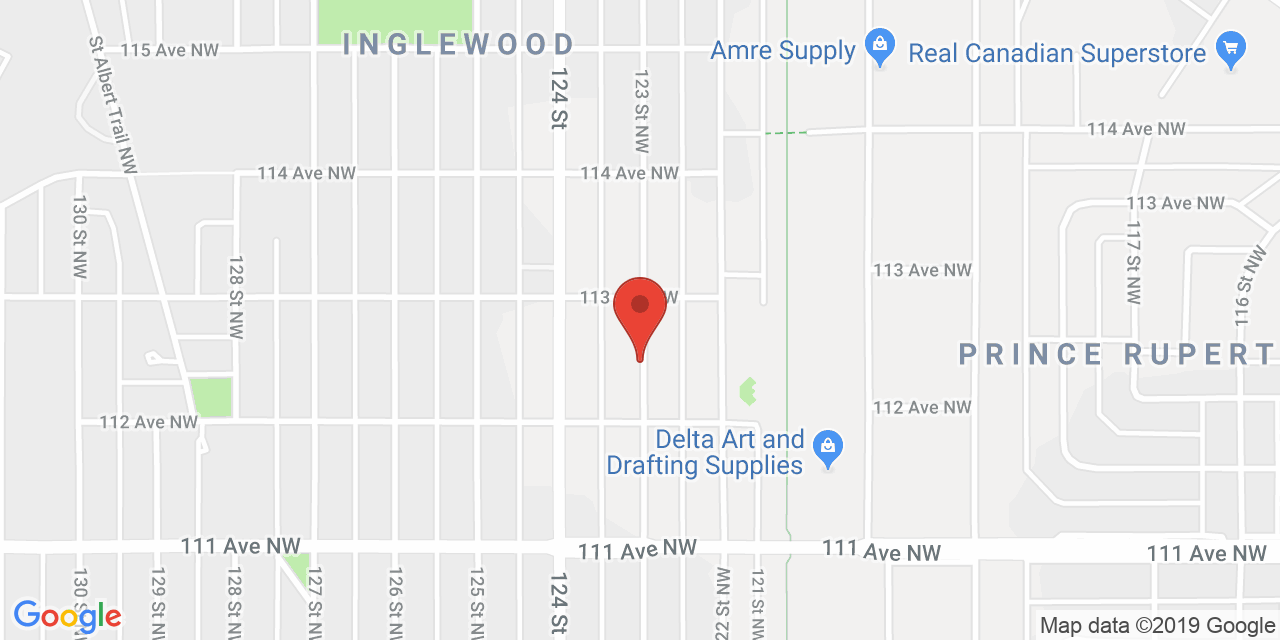 115 Ave NW
INGLEWOOD
Amre Supply
Real Canadian Superstore
St Albert Trail NW
124 St
123 St NW
114 Ave NW
114 Ave NW
114 Ave NW
130 St NW
113 Ave NW
117 St NW
128 St NW
113 Ave NW
116 St NW
113
W
PRINCE RUPERT
112 Ave NW
112 Ave NW
Delta Art and
Drafting Supplies
111 Ave NW
111 Ave NW
111 Ave NW
111 Ave NW
130 St NW
129 St NW
128 St NW
127 St NW
126 St NW
125 St NW
124 St
22 St NW
121 St NW
Google
Map data ©2019 Google